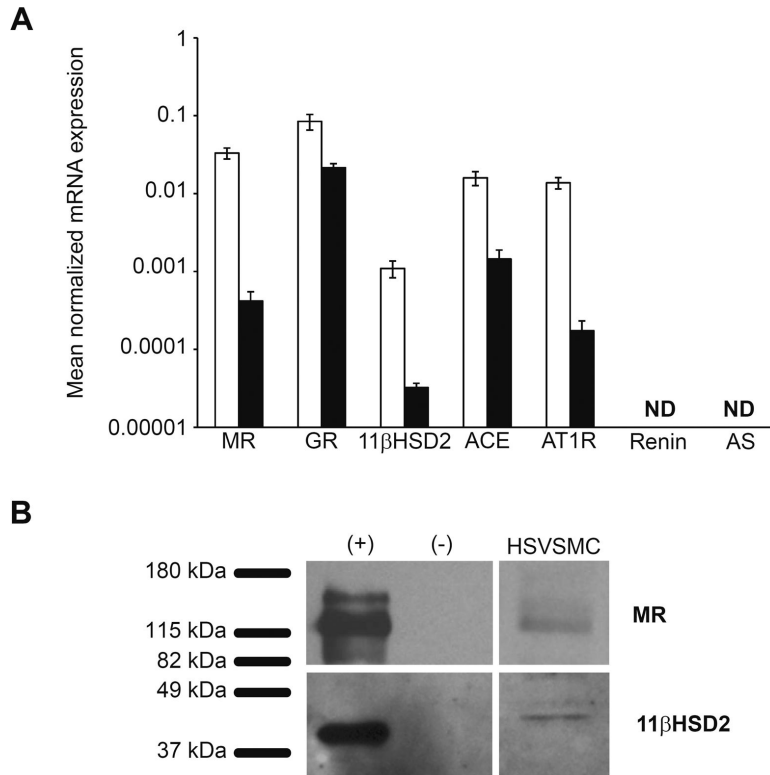 A
Mean normalized mRNA expression
1
0.1
0.01
0.001
0.0001
0.00001
MR GR 11βHSD2 ACE AT1R Renin AS
ND ND
B
(+) (-) HSVSMC
180 kDa
115 kDa
82 kDa
49 kDa
37 kDa
MR
11βHSD2